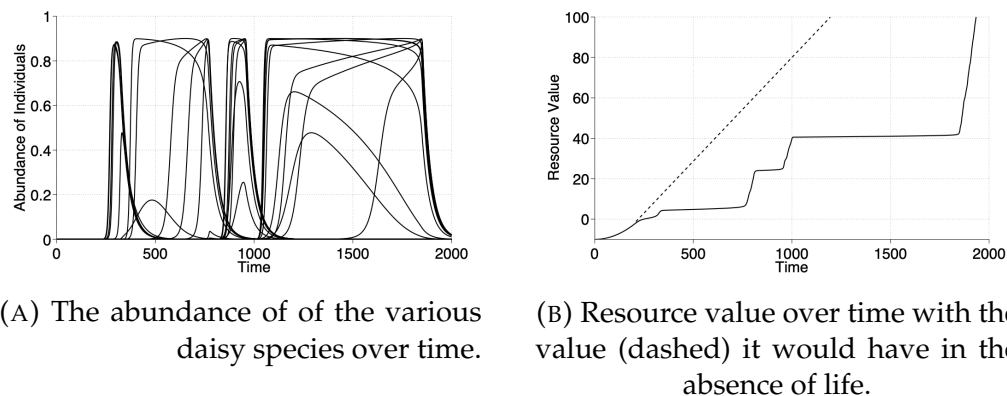 1
0.8
0.6
0.4
0.2
0
Abundance of Individuals
0 500 1000 1500 2000
Time
100
80
60
40
20
0
Resource Value
0 500 1000 1500 2000
Time
(A) The abundance of of the various
daisy species over time.
(B) Resource value over time with the
value (dashed) it would have in the
absence of life.